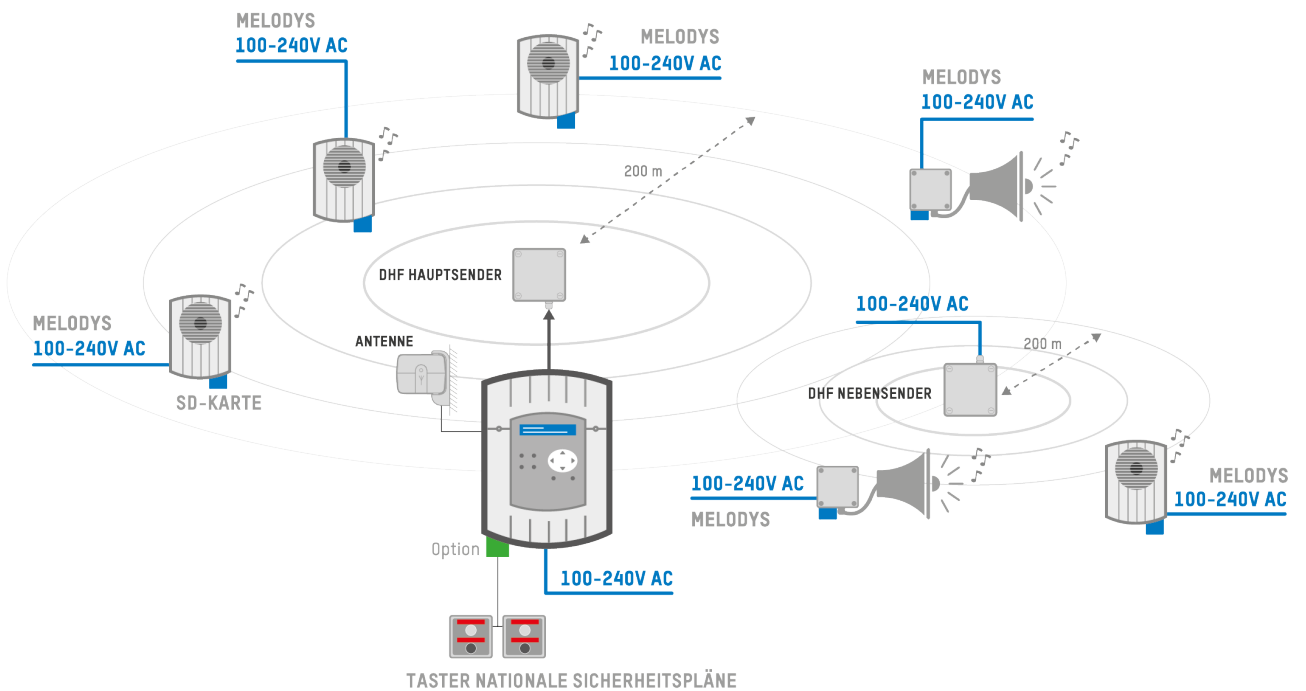 MELODYS
100-240V AC
MELODYS
100-240V AC
MELODYS
100-240V AC
200 m
DHF HAUPTSENDER
100-240V AC
MELODYS
100-240V AC
ANTENNE
200 m
DHF NEBENSENDER
SD-KARTE
100-240V AC
MELODYS
MELODYS
100-240V AC
Option
100-240V AC
TASTER NATIONALE SICHERHEITSPLÄNE